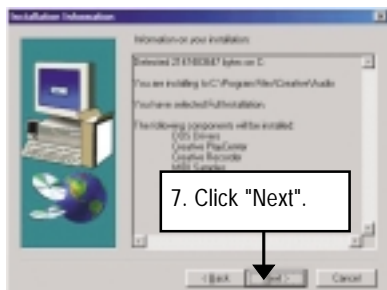 Installation Information
Information on your installation:
Detected 2147483647 bytes on C:
You are installing to C:\Program Files\Creative\Audio
You have selected Full Installation.
The following components will be installed:
DOS Drivers
Creative PlayCenter
Creative Recorder
MIDI Samples
7. Click "Next".
< Back
Next >
Cancel